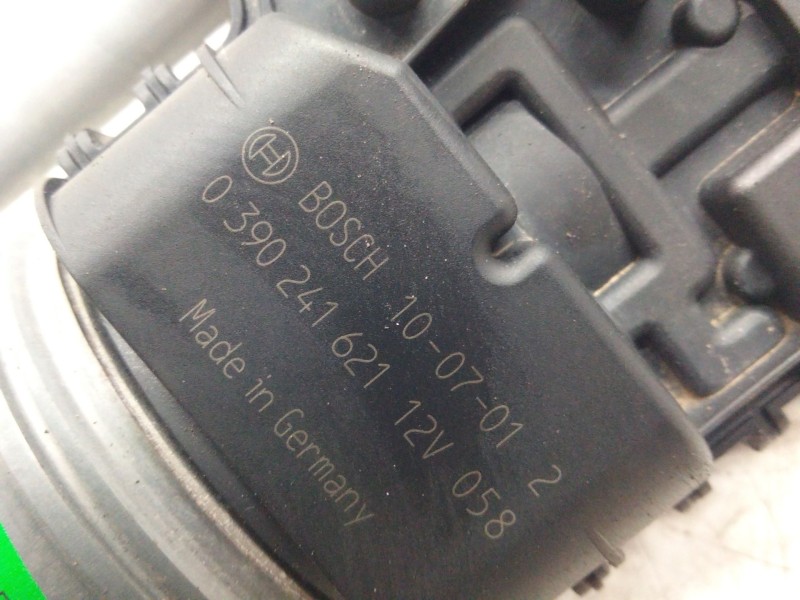 BOSCH 10-07-01 2
0 390 241 621 12V 058
Made in Germany